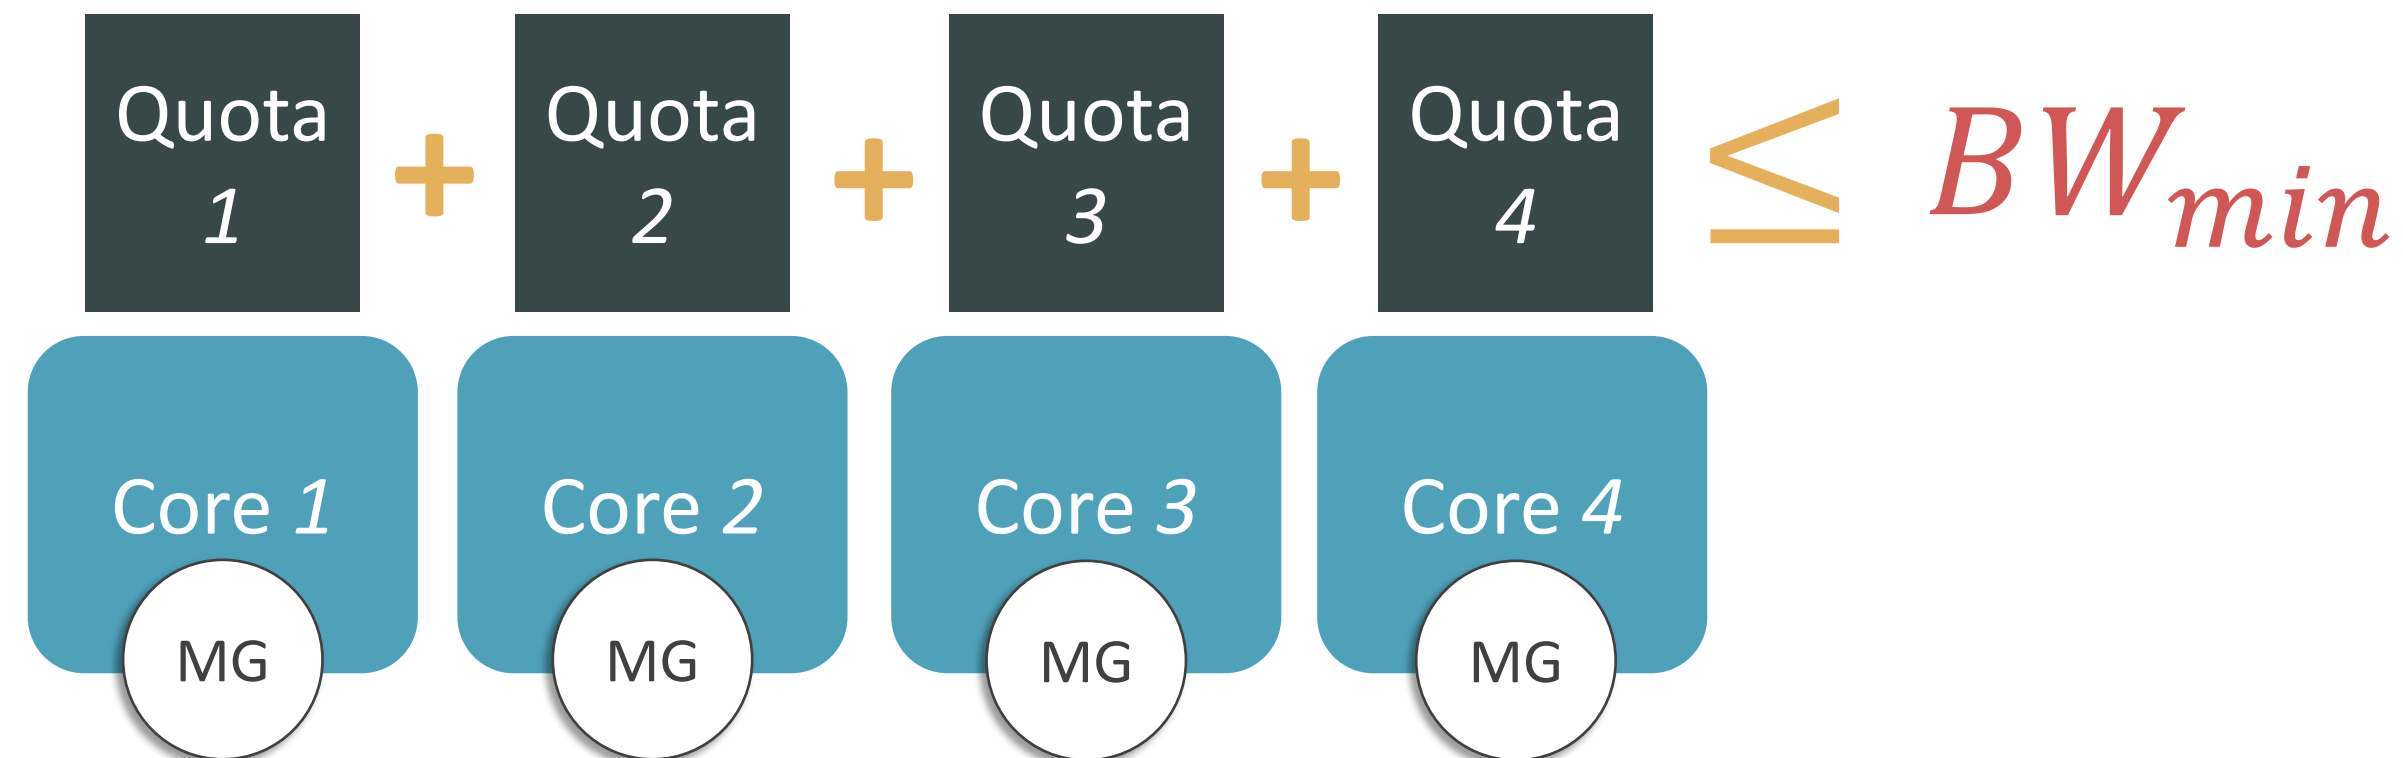 Quota
1
+
Quota
2
+
Quota
3
+
Quota
4
≤ BW_min
Core 1
Core 2
Core 3
Core 4
MG
MG
MG
MG